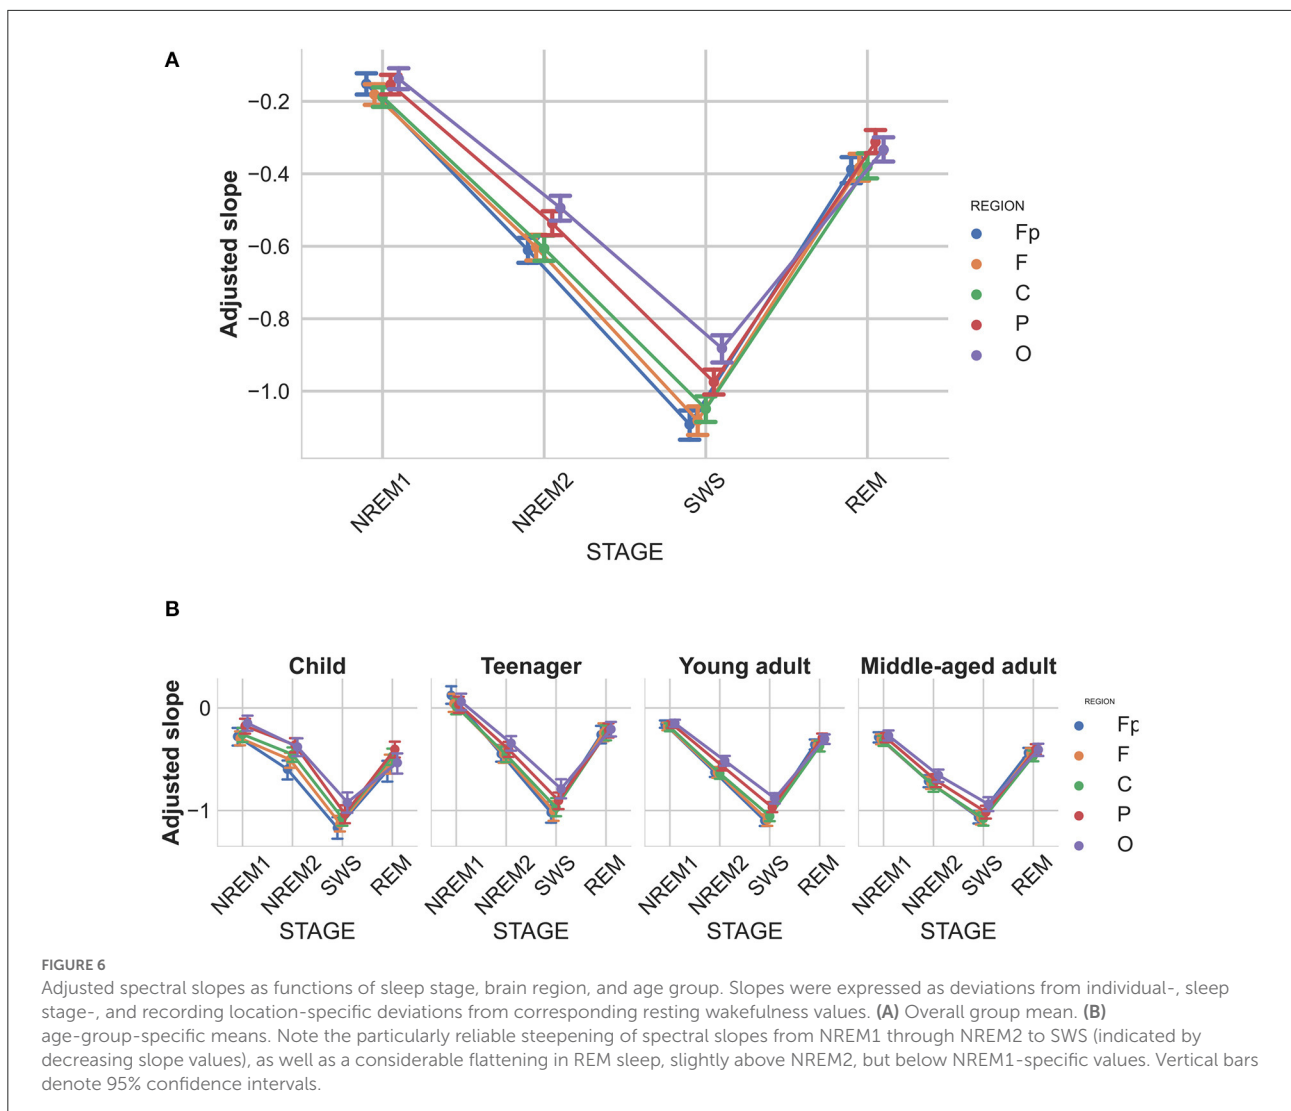 A
Adjusted slope
−0.2
−0.4
−0.6
−0.8
−1.0
NREM1
NREM2
SWS
REM
STAGE
REGION
Fp
F
C
P
O
B
Child
Teenager
Young adult
Middle-aged adult
Adjusted slope
0
−1
NREM1
NREM2
SWS
REM
STAGE
NREM1
NREM2
SWS
REM
STAGE
NREM1
NREM2
SWS
REM
STAGE
NREM1
NREM2
SWS
REM
STAGE
REGION
Fp
F
C
P
O
FIGURE 6
Adjusted spectral slopes as functions of sleep stage, brain region, and age group. Slopes were expressed as deviations from individual-, sleep
stage-, and recording location-specific deviations from corresponding resting wakefulness values. (A) Overall group mean. (B)
age-group-specific means. Note the particularly reliable steepening of spectral slopes from NREM1 through NREM2 to SWS (indicated by
decreasing slope values), as well as a considerable flattening in REM sleep, slightly above NREM2, but below NREM1-specific values. Vertical bars
denote 95% confidence intervals.